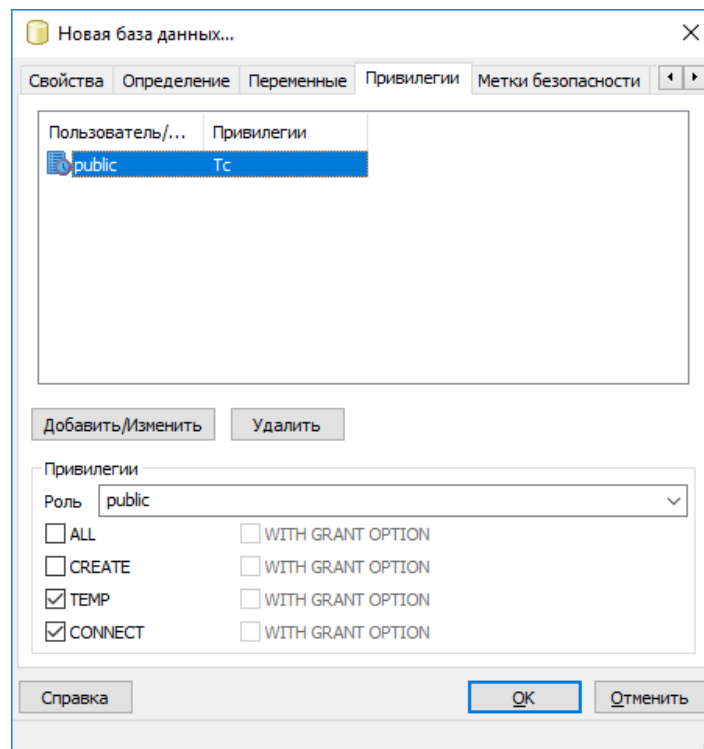 Новая база данных...
Свойства Определение Переменные Привилегии Метки безопасности
Пользователь/... Привилегии
public Tc
Добавить/Изменить Удалить
Привилегии
Роль public
ALL WITH GRANT OPTION
CREATE WITH GRANT OPTION
TEMP WITH GRANT OPTION
CONNECT WITH GRANT OPTION
Справка OK Отменить